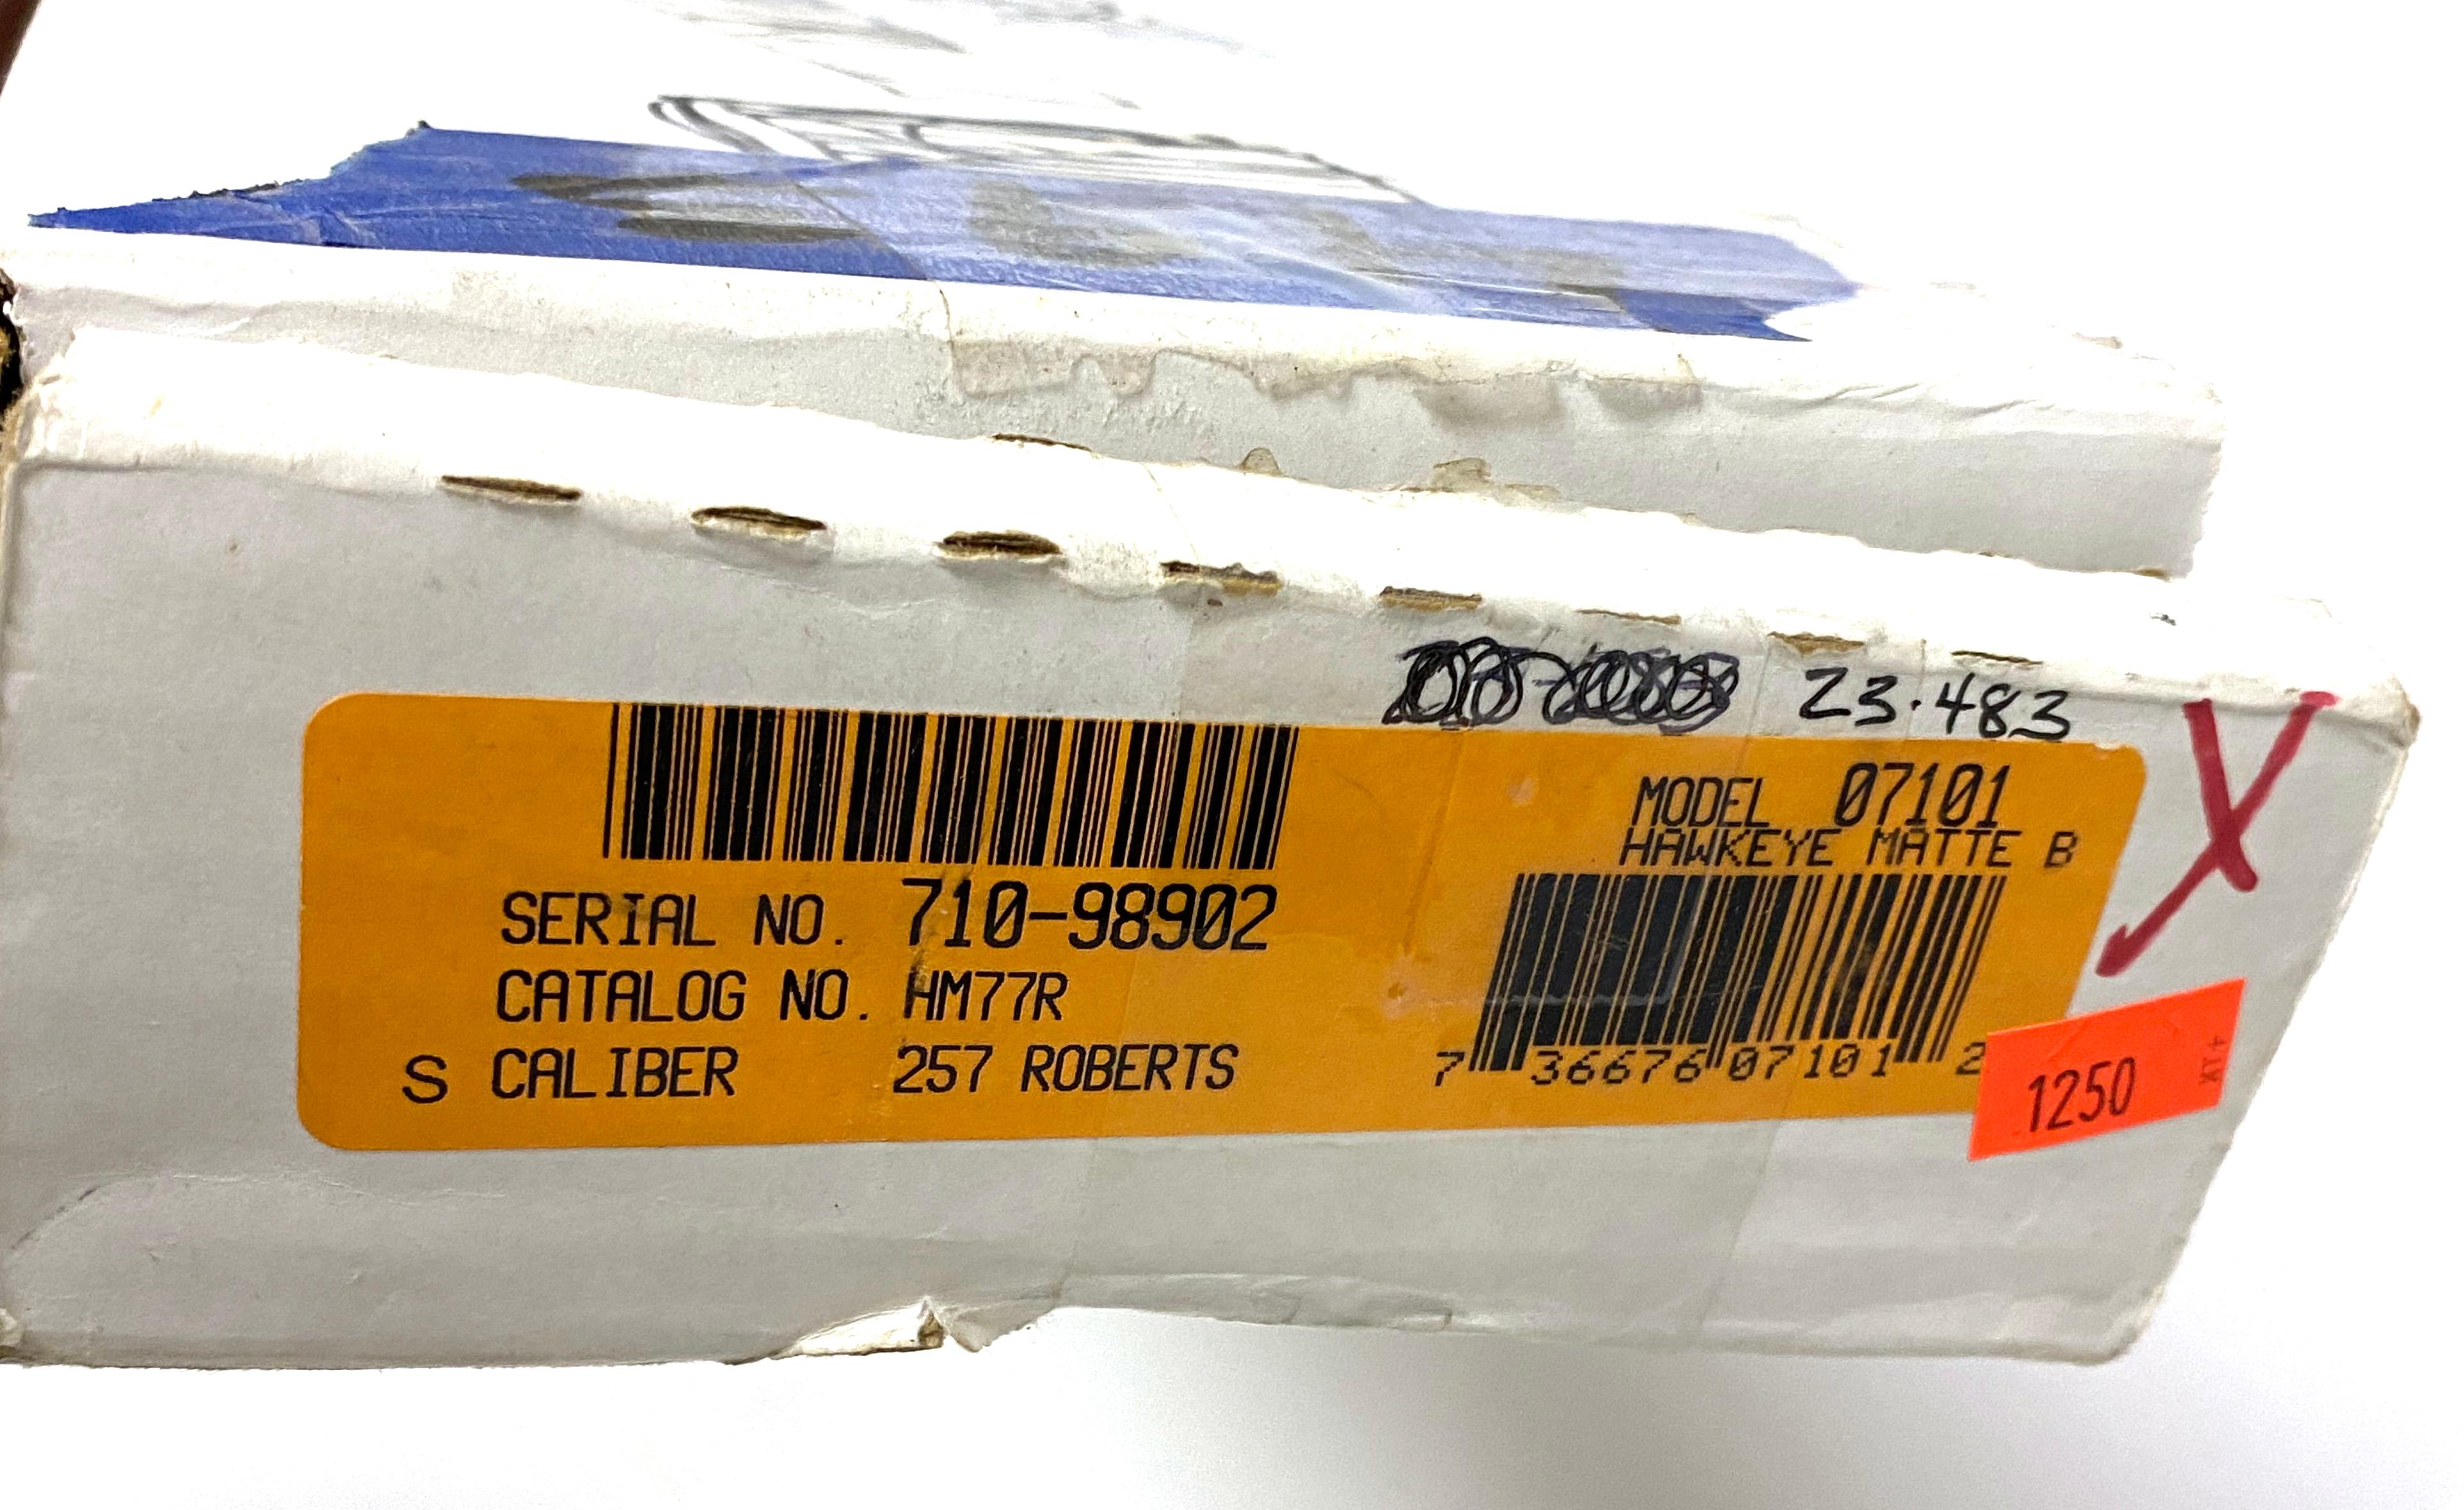 23.483
MODEL 07101
HAWKEYE MATTE B
SERIAL NO. 710-98902
CATALOG NO. HM77R
S CALIBER 257 ROBERTS
7 36676 07101 2
1250
X